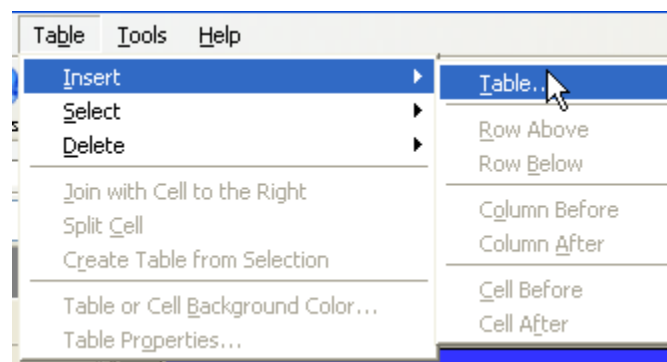 Table Tools Help
Insert
Select
Delete
Join with Cell to the Right
Split Cell
Create Table from Selection
Table or Cell Background Color...
Table Properties...
Table...
Row Above
Row Below
Column Before
Column After
Cell Before
Cell After